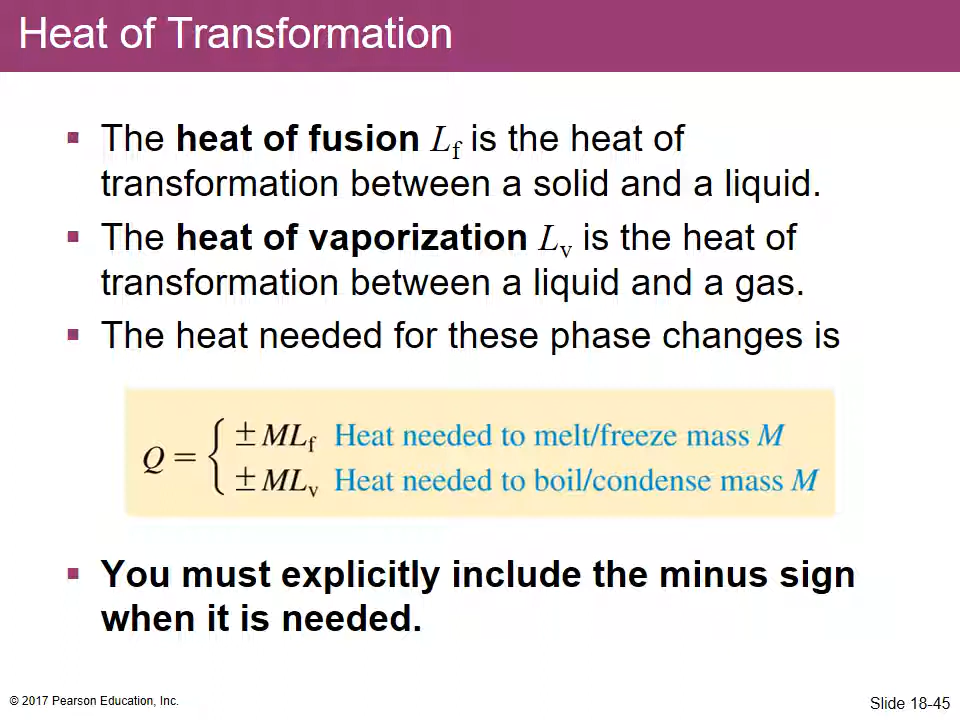 Heat of Transformation
▪ The heat of fusion Lf is the heat of
transformation between a solid and a liquid.
▪ The heat of vaporization Lv is the heat of
transformation between a liquid and a gas.
▪ The heat needed for these phase changes is
Q = { ±MLf Heat needed to melt/freeze mass M
±MLv Heat needed to boil/condense mass M
▪ You must explicitly include the minus sign
when it is needed.
© 2017 Pearson Education, Inc.
Slide 18-45